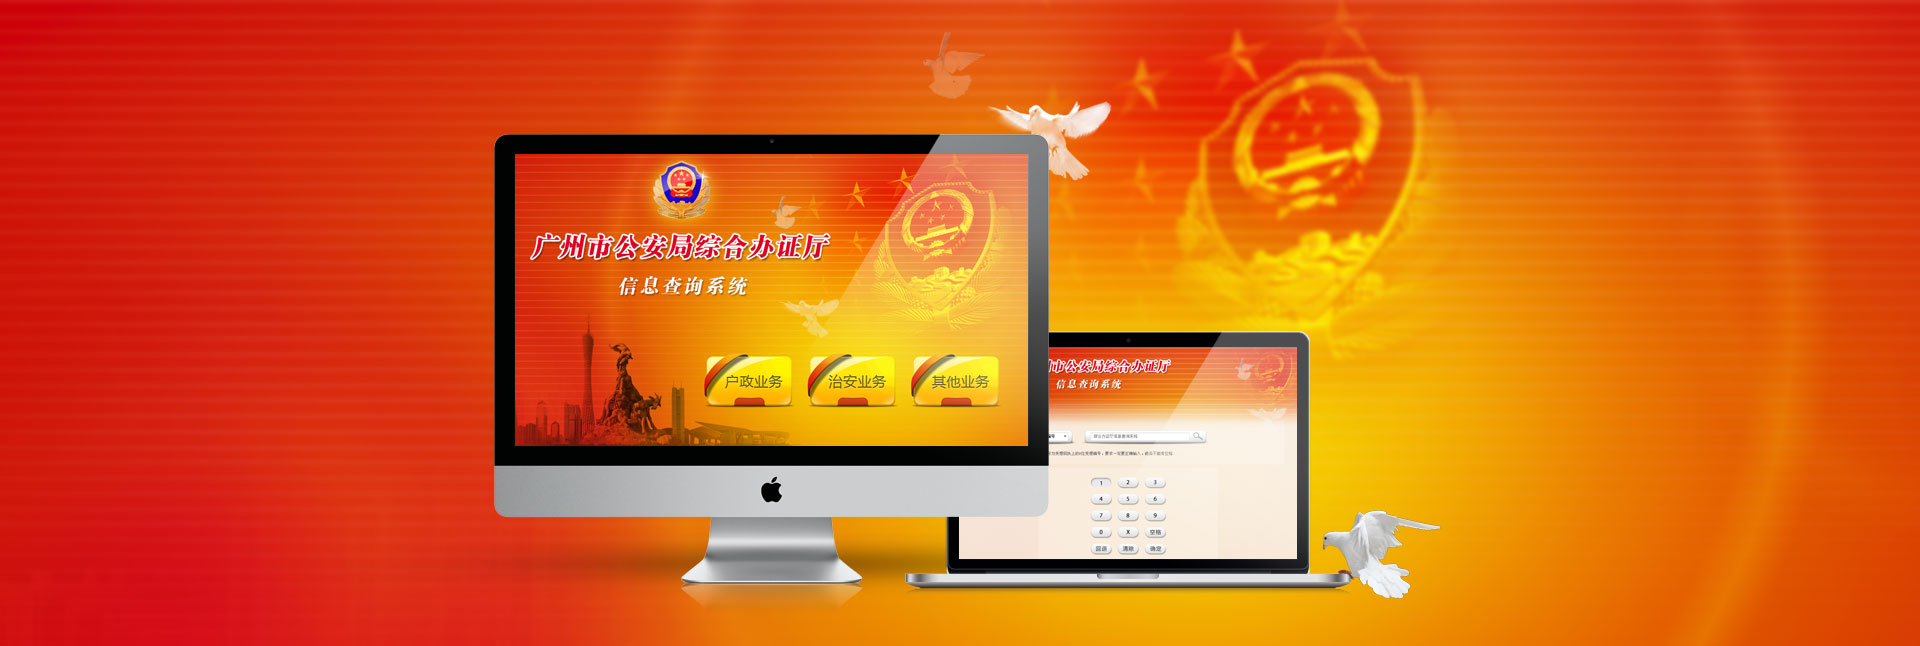 广州市公安局综合办证厅
信息查询系统
户政业务
治安业务
其他业务
市公安局综合办证厅
信息查询系统
1 2 3
4 5 6
7 8 9
0 X 空格
回退 清除 确定